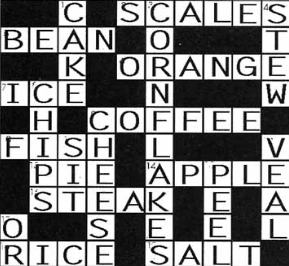 C SCALES
BEAN O T
K ORANGE
ICE N W
H COFFEE
FISH L V
PIE APPLE
STEAK E A
O S E E L
RICE SALT